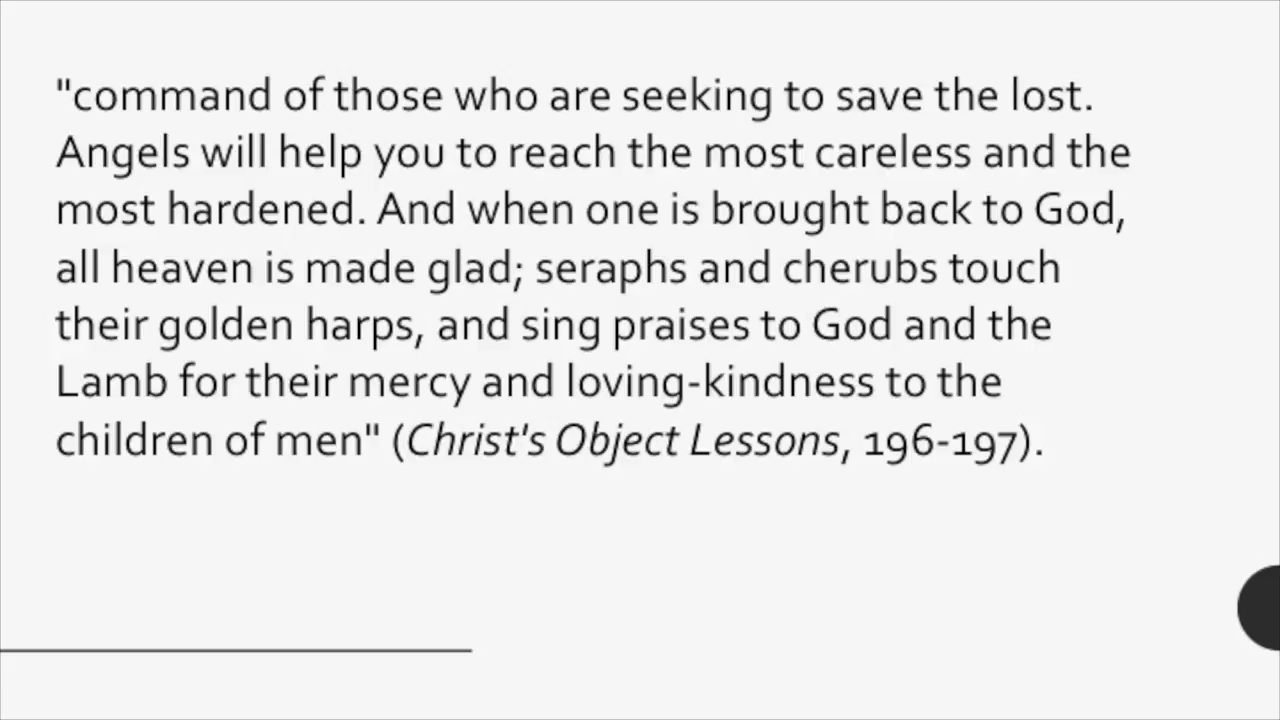 "command of those who are seeking to save the lost.
Angels will help you to reach the most careless and the
most hardened. And when one is brought back to God,
all heaven is made glad; seraphs and cherubs touch
their golden harps, and sing praises to God and the
Lamb for their mercy and loving-kindness to the
children of men" (Christ's Object Lessons, 196-197).